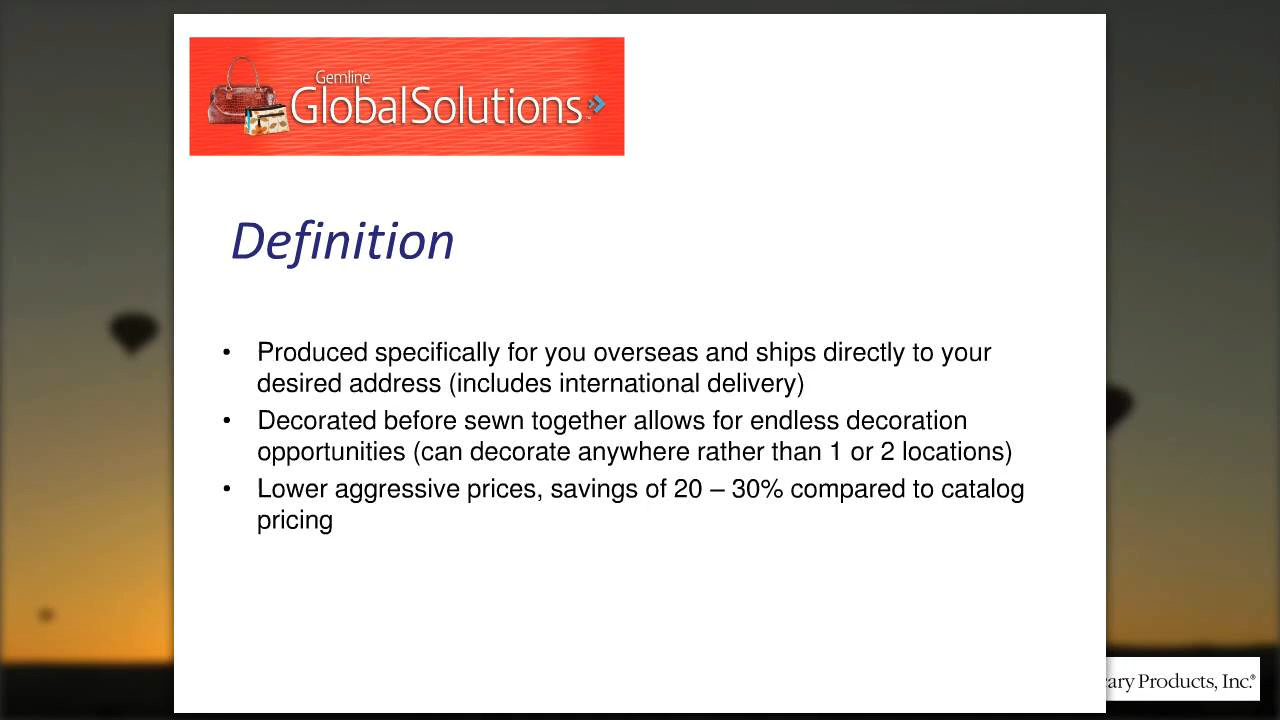 Gemline
GlobalSolutions™
Definition
• Produced specifically for you overseas and ships directly to your
desired address (includes international delivery)
• Decorated before sewn together allows for endless decoration
opportunities (can decorate anywhere rather than 1 or 2 locations)
• Lower aggressive prices, savings of 20 – 30% compared to catalog
pricing
Products, Inc.®